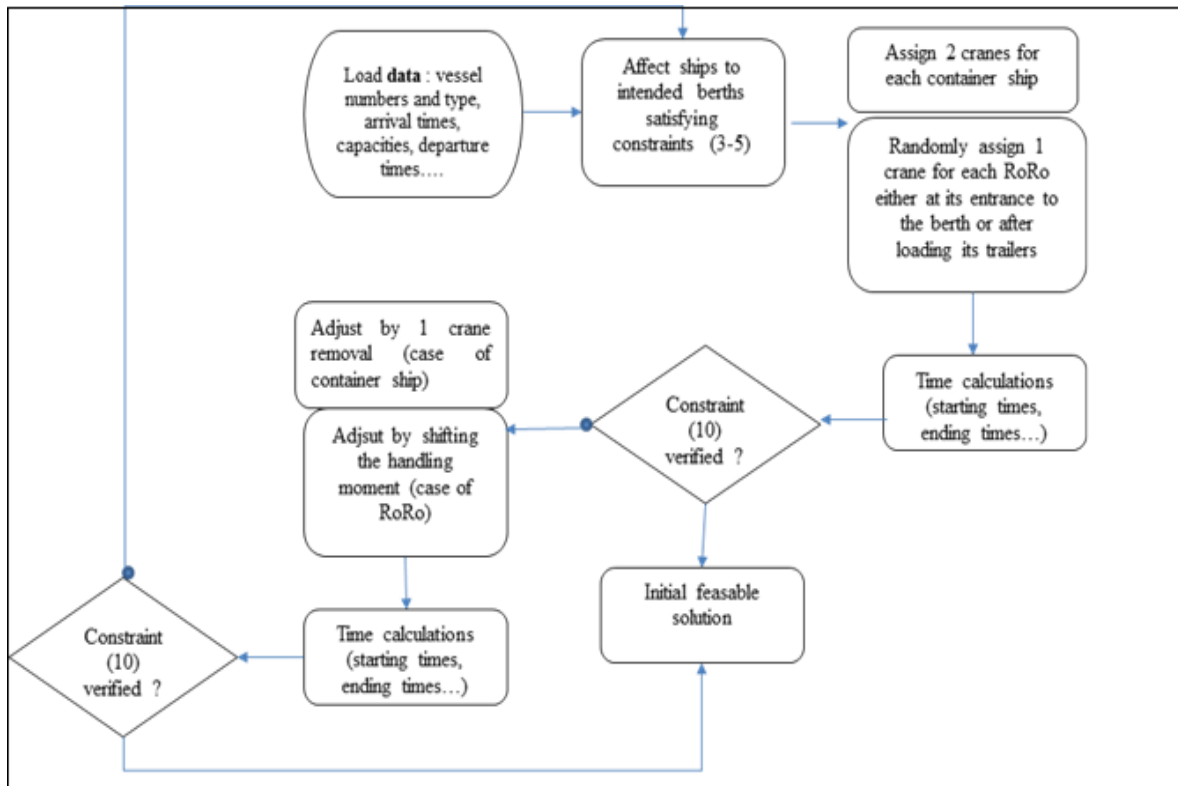 Load data : vessel
numbers and type,
arrival times,
capacities, departure
times….
Affect ships to
intended berths
satisfying
constraints (3-5)
Assign 2 cranes for
each container ship
Randomly assign 1
crane for each RoRo
either at its entrance to
the berth or after
loading its trailers
Time calculations
(starting times,
ending times…)
Constraint
(10)
verified ?
Adjust by 1 crane
removal (case of
container ship)
Adjsut by shifting
the handling
moment (case of
RoRo)
Initial feasable
solution
Time calculations
(starting times,
ending times…)
Constraint
(10)
verified ?